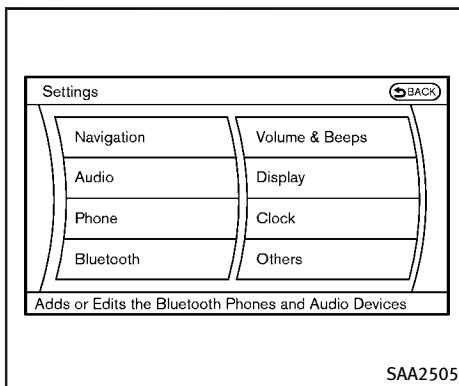 Settings
BACK
Navigation
Volume & Beeps
Audio
Display
Phone
Clock
Bluetooth
Others
Adds or Edits the Bluetooth Phones and Audio Devices
SAA2505